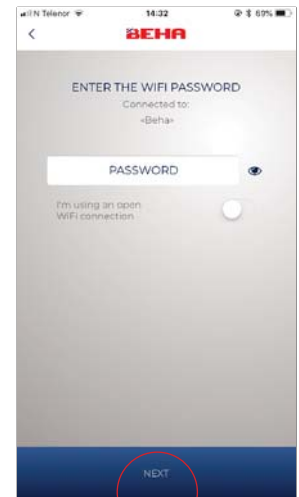 N Telenor 14:32 69%
BEHA
ENTER THE WIFI PASSWORD
Connected to:
«Beha»
PASSWORD
I'm using an open
WiFi connection
NEXT